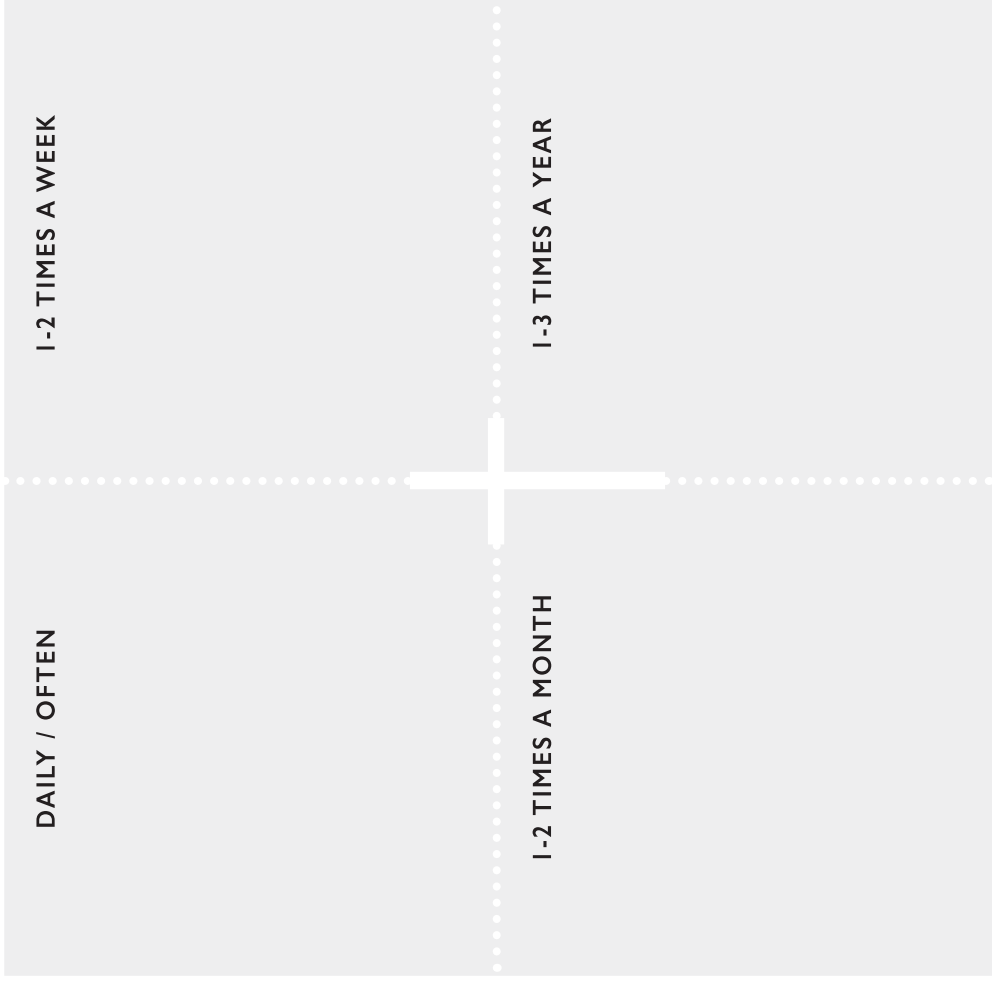 1-2 TIMES A WEEK
1-3 TIMES A YEAR
DAILY / OFTEN
1-2 TIMES A MONTH